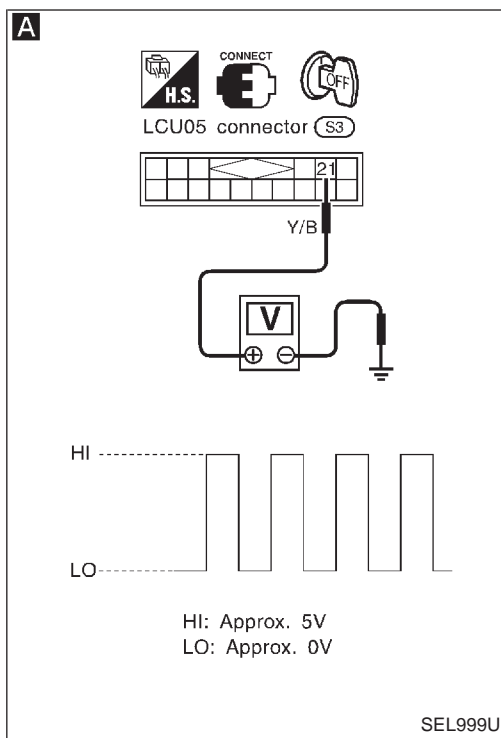 A
CONNECT
H.S.
OFF
LCU05 connector S3
21
Y/B
V
⊕ ⊖
HI
LO
HI: Approx. 5V
LO: Approx. 0V
SEL999U